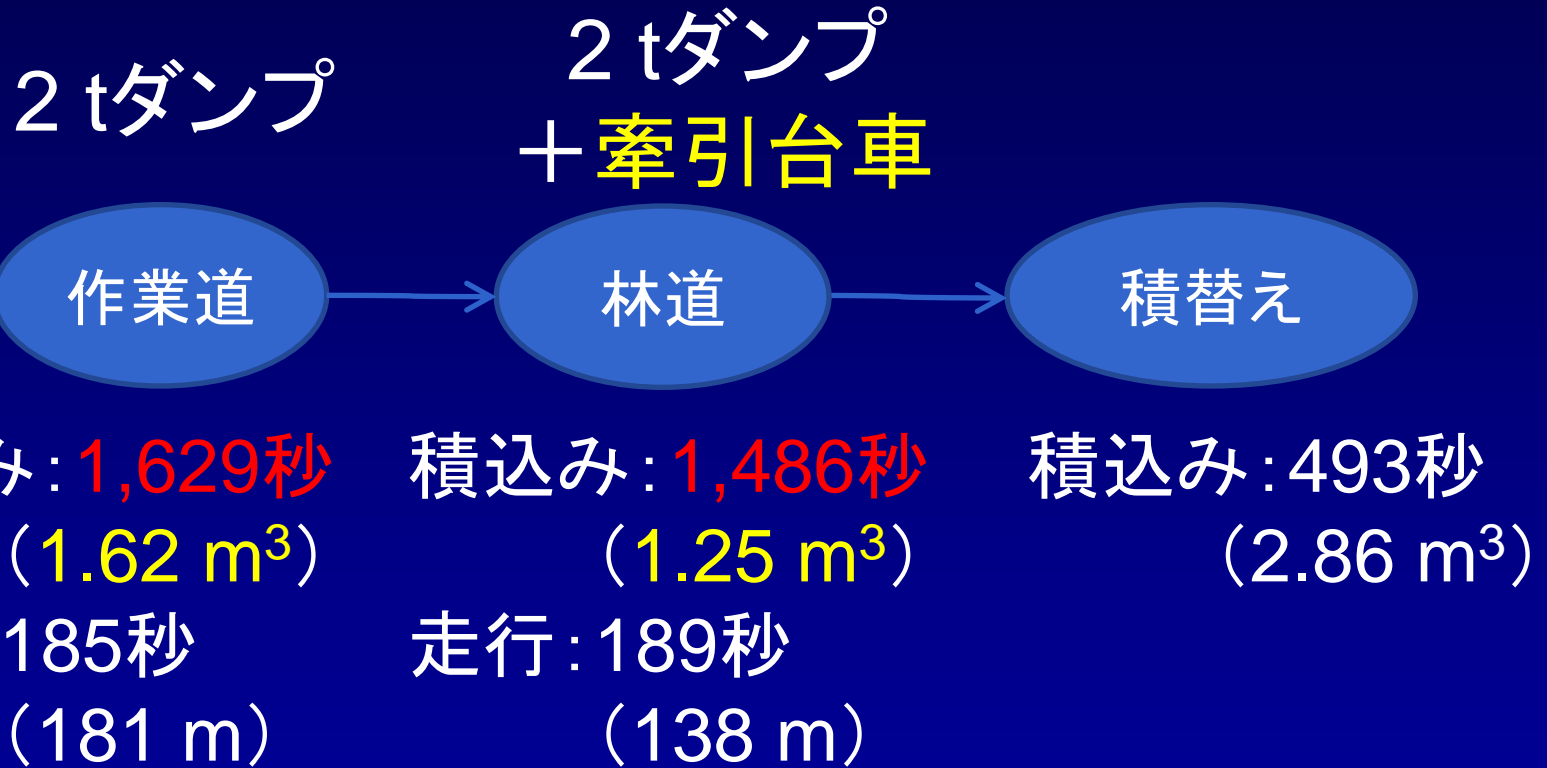 2 tダンプ
2 tダンプ
＋牽引台車
作業道
林道
積替え
み：1,629秒
（1.62 m³）
185秒
（181 m）
積込み：1,486秒
（1.25 m³）
走行：189秒
（138 m）
積込み：493秒
（2.86 m³）